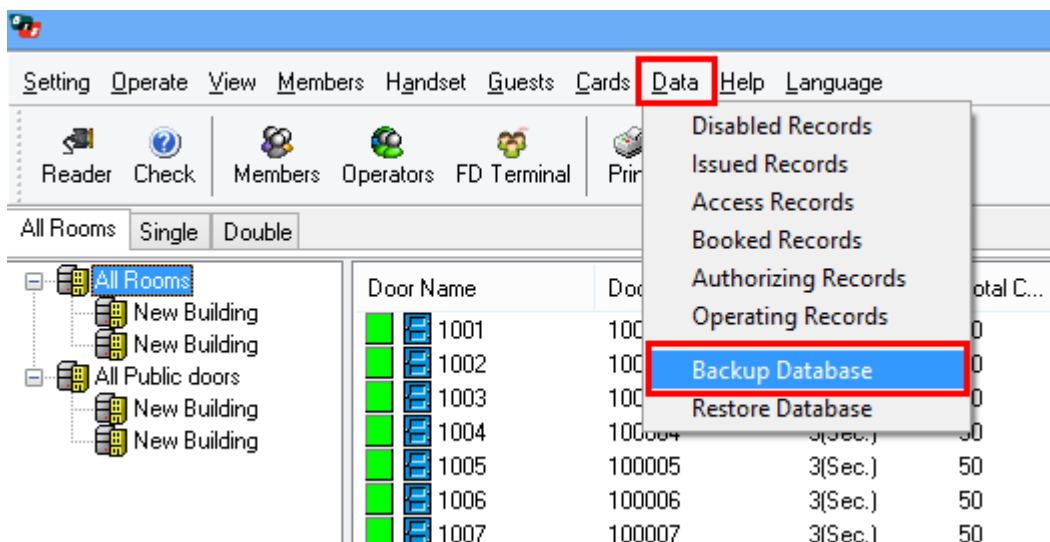 Setting Operate View Members Handset Guests Cards Data Help Language
Reader Check Members Operators FD Terminal
All Rooms Single Double
Disabled Records
Issued Records
Access Records
Booked Records
Authorizing Records
Operating Records
Backup Database
Restore Database
All Rooms
New Building
New Building
All Public doors
New Building
New Building
Door Name
1001
1002
1003
1004
1005 100005 3(Sec.) 50
1006 100006 3(Sec.) 50
1007 100007 3(Sec.) 50